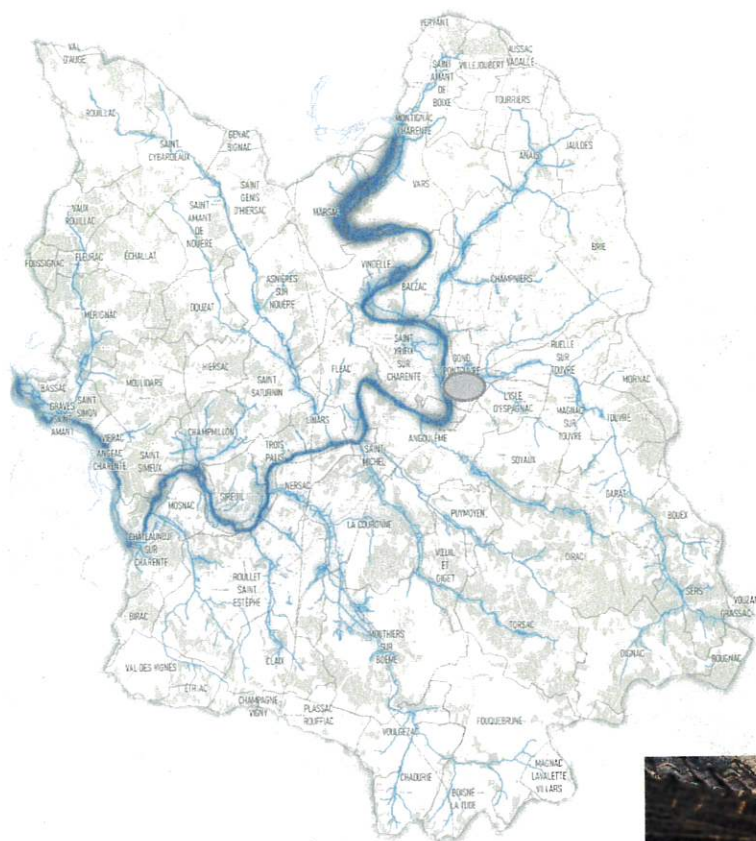 VAL
D'AUGE
ROUILLAC
SAINT
CYBARDEAUX
GENAC
BIGNAC
SAINT
GENIS
D'HIERSAC
SAINT
AMANT
DE
NOUERE
VAUX
ROUILLAC
FOUSSIGNAC
FLEURAC
ÉCHALLAT
MERIGNAC
DOUZAT
ASNIÈRES
SUR
NOUÈRE
HIERSAC
MOULIDARS
SAINT
SATURNIN
BASSAC
GRAVES
SAINT
AMANT
SAINT
SIMON
VIBRAC
ANGEAC
CHARENTE
SAINT
SIMEUX
CHAMPMILLON
MOSNAC
SIREUIL
TROIS
PALIS
LINARS
FLÉAC
NERSAC
CHATEAUNEUF
SUR
CHARENTE
BIRAC
VAL DES VIGNES
ETRIAC
ROULLET
SAINT
ESTÈPHE
CLAIX
CHAMPAGNE
VIGNY
PLASSAC
ROUFFIAC
VERVANT
SAINT
AMANT
DE
BOIXE
VILLEJOUBERT
AUSSAC
VADALLE
TOURRIERS
MONTIGNAC
CHARENTE
ANAIS
JAULDES
VARS
MARSAC
BRIE
VINDELLE
BALZAC
CHAMPNIERS
SAINT
YRIEIX
SUR
CHARENTE
GOND
PONTOUVRE
RUELLE
SUR
TOUVRE
MORNAC
L'ISLE
D'ESPAGNAC
MAGNAC
SUR
TOUVRE
TOUVRE
ANGOULÊME
SOYAUX
SAINT
MICHEL
GARAT
BOUEX
LA COURONNE
PUYMOYEN
VOEUIL
ET
GIGET
DIRAC
TORSAC
SERS
VOUZAN
GRASSAC
DIGNAC
ROUGNAC
MOUTHIERS
SUR
BOËME
VOULGEZAC
FOUQUEBRUNE
CHADURIE
BOISNE
LA TUDE
MAGNAC
LAVALETTE
VILLARS